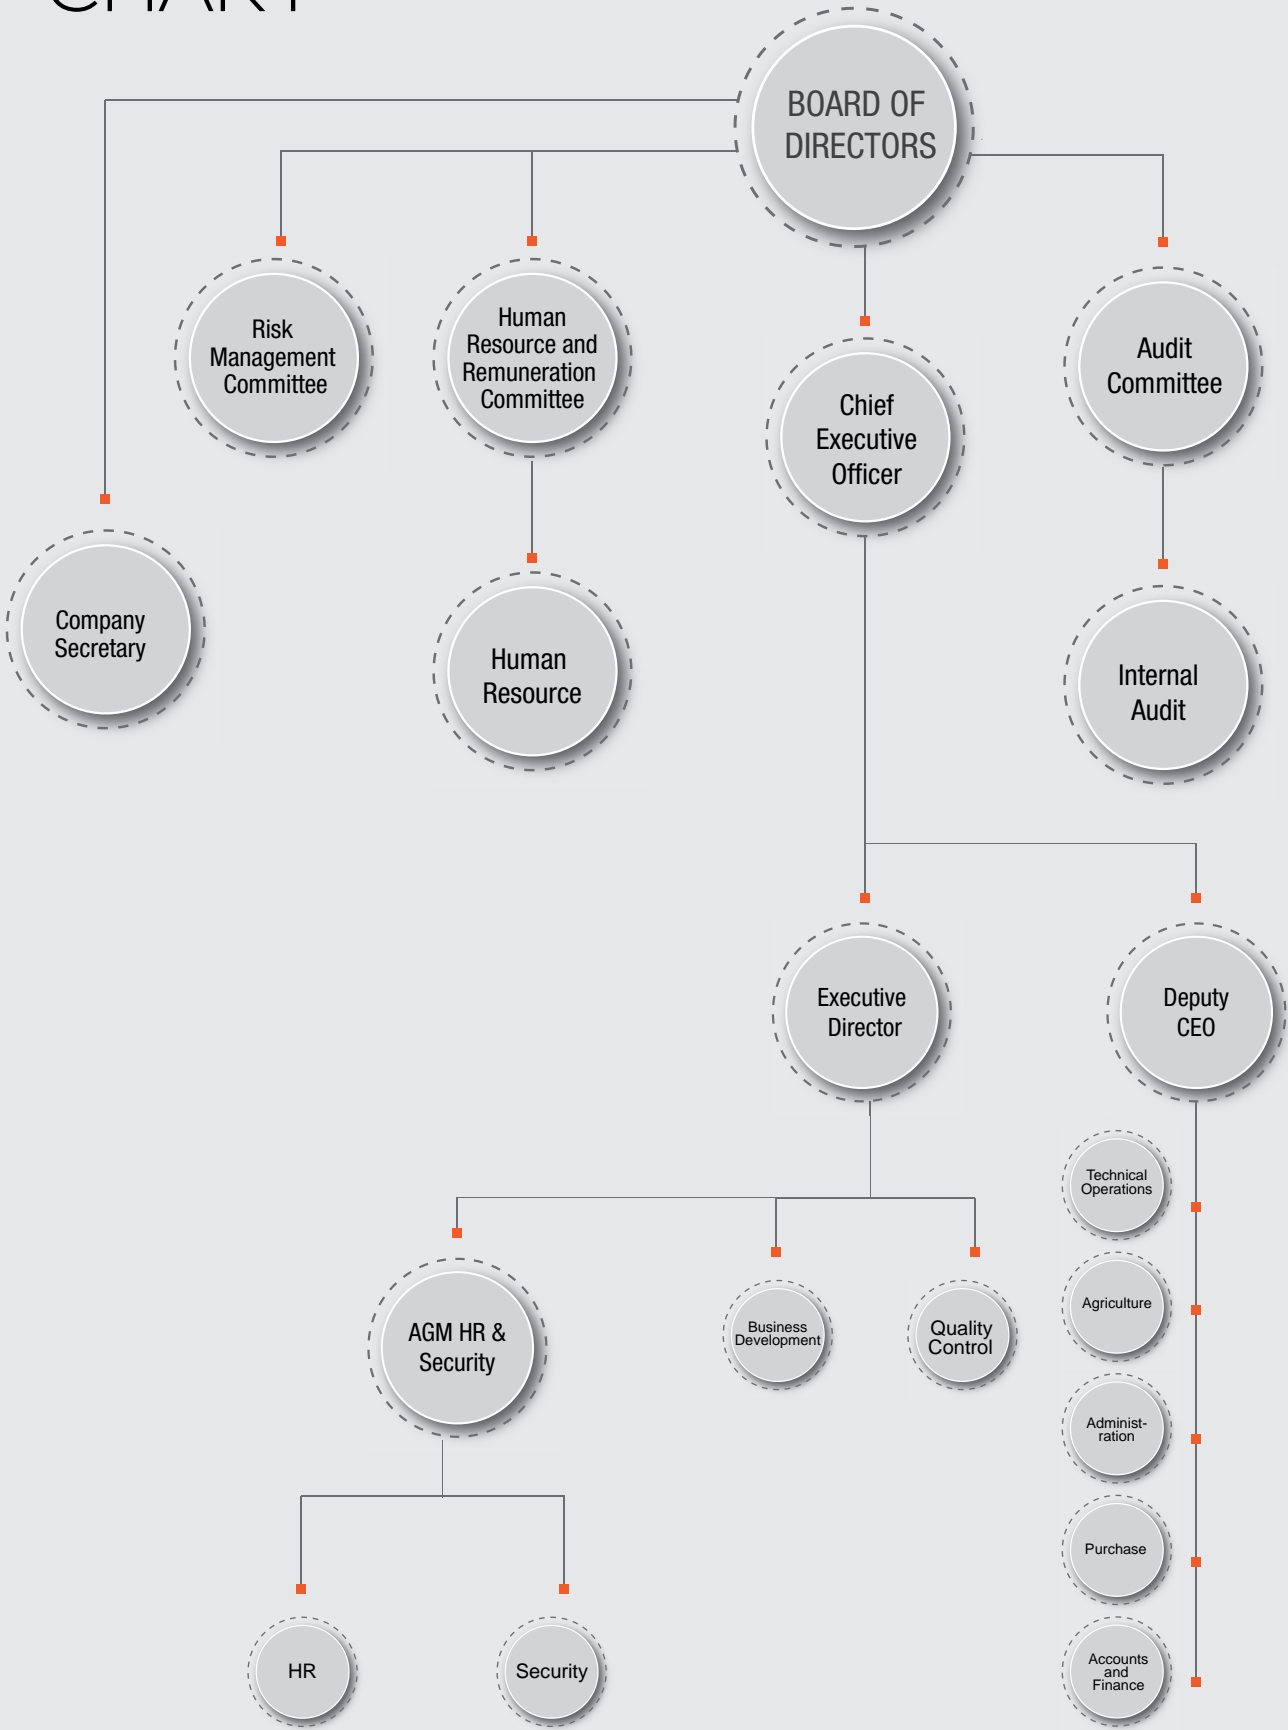 CHART
BOARD OF
DIRECTORS
Risk
Management
Committee
Human
Resource and
Remuneration
Committee
Chief
Executive
Officer
Audit
Committee
Company
Secretary
Human
Resource
Internal
Audit
Executive
Director
Deputy
CEO
Technical
Operations
Agriculture
Administ-
ration
Purchase
Accounts
and
Finance
AGM HR &
Security
Business
Development
Quality
Control
HR
Security